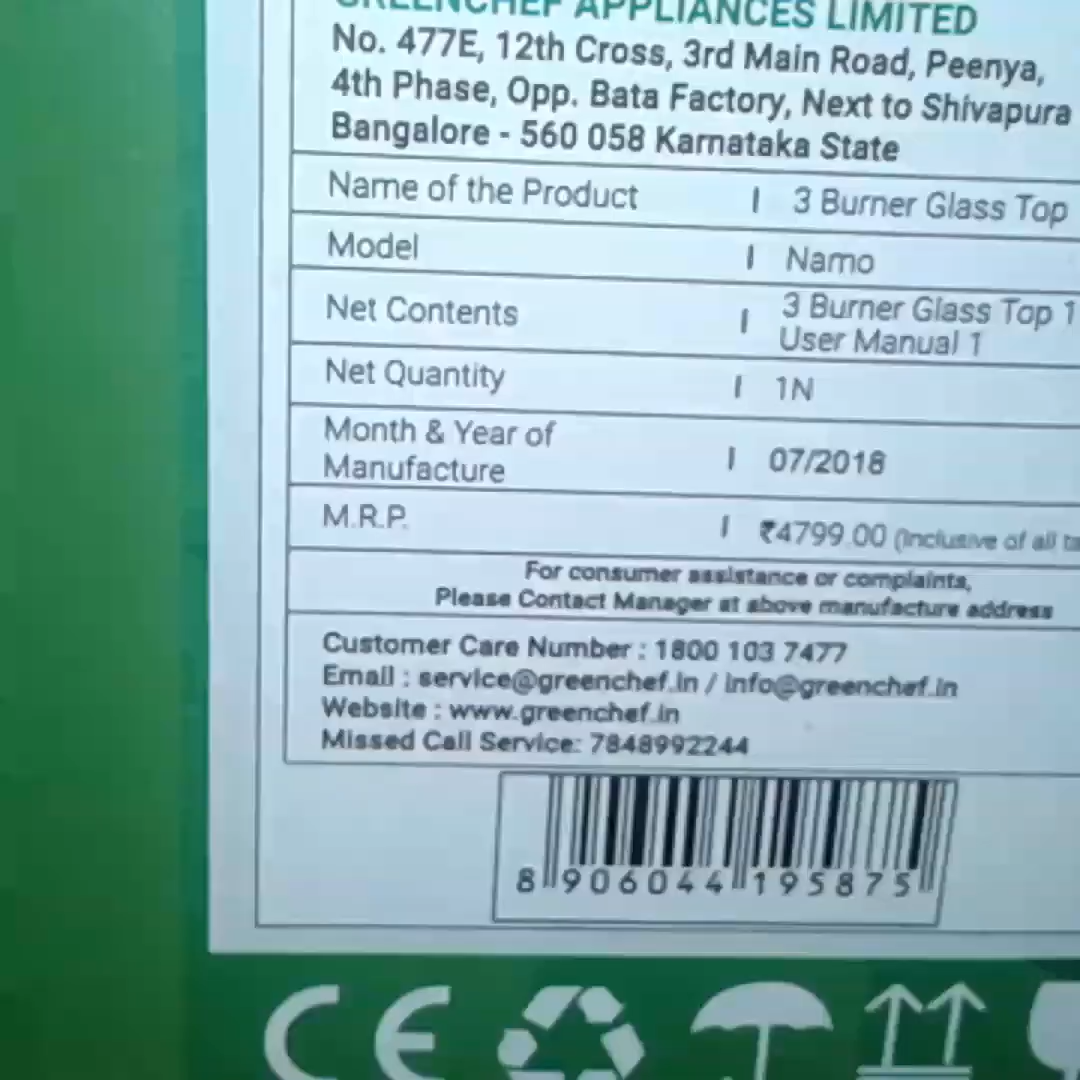 GREENCHEF APPLIANCES LIMITED
No. 477E, 12th Cross, 3rd Main Road, Peenya,
4th Phase, Opp. Bata Factory, Next to Shivapura
Bangalore - 560 058 Karnataka State
Name of the Product | 3 Burner Glass Top
Model | Namo
Net Contents | 3 Burner Glass Top 1
User Manual 1
Net Quantity | 1N
Month & Year of
Manufacture | 07/2018
M.R.P. | ₹4799.00 (Inclusive of all
For consumer assistance or complaints,
Please Contact Manager at above manufacture address
Customer Care Number : 1800 103 7477
Email : service@greenchef.in / info@greenchef.in
Website : www.greenchef.in
Missed Call Service: 7848992244
8 906044 195875
CE